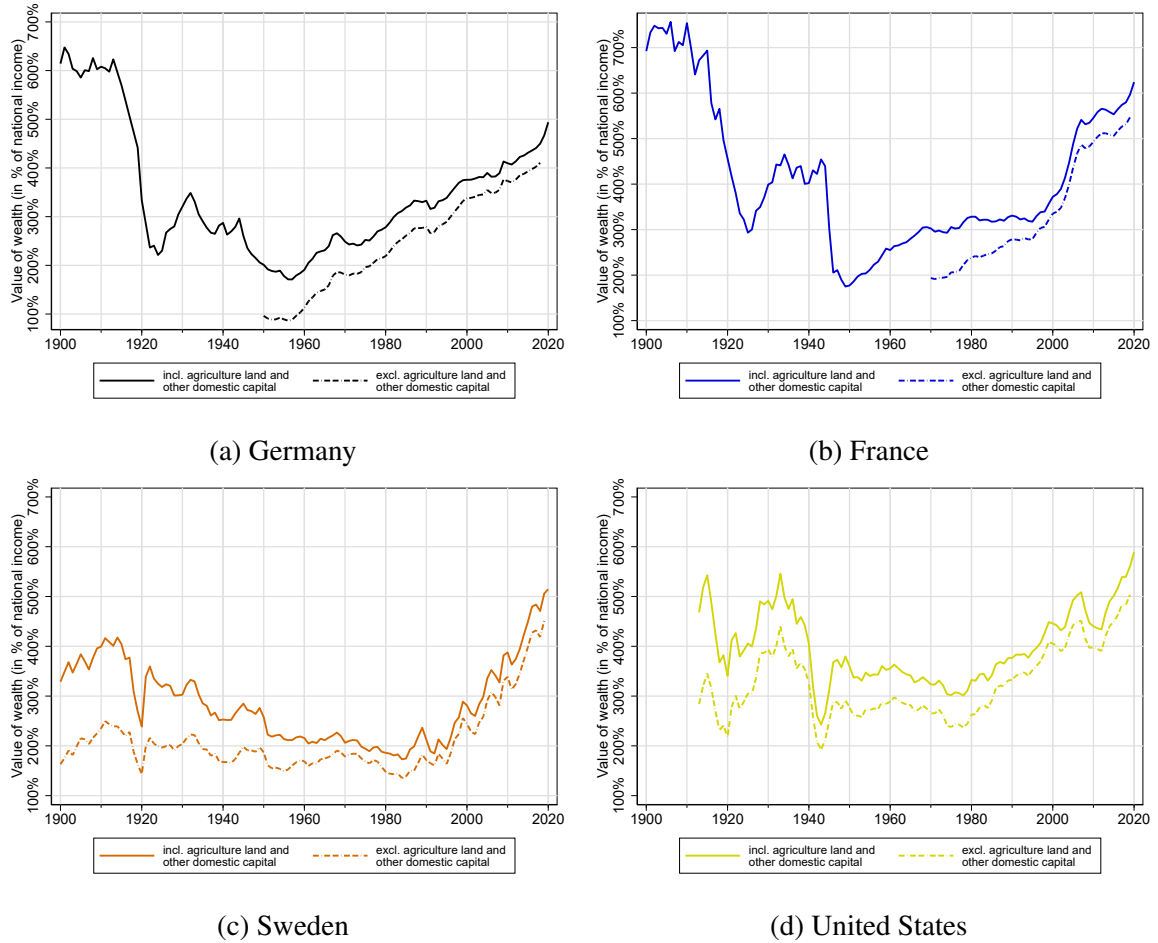 Value of wealth (in % of national income)
700%
600%
500%
400%
300%
200%
100%
1900 1920 1940 1960 1980 2000 2020
incl. agriculture land and
other domestic capital
excl. agriculture land and
other domestic capital
(a) Germany
Value of wealth (in % of national income)
700%
600%
500%
400%
300%
200%
100%
1900 1920 1940 1960 1980 2000 2020
incl. agriculture land and
other domestic capital
excl. agriculture land and
other domestic capital
(b) France
Value of wealth (in % of national income)
700%
600%
500%
400%
300%
200%
100%
1900 1920 1940 1960 1980 2000 2020
incl. agriculture land and
other domestic capital
excl. agriculture land and
other domestic capital
(c) Sweden
Value of wealth (in % of national income)
700%
600%
500%
400%
300%
200%
100%
1900 1920 1940 1960 1980 2000 2020
incl. agriculture land and
other domestic capital
excl. agriculture land and
other domestic capital
(d) United States